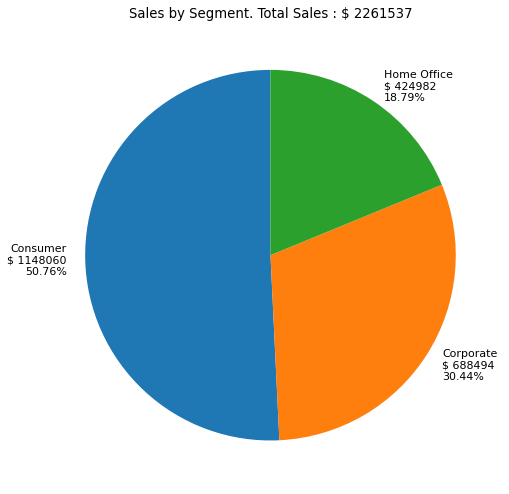 Sales by Segment. Total Sales : $ 2261537
Home Office
$ 424982
18.79%
Consumer
$ 1148060
50.76%
Corporate
$ 688494
30.44%